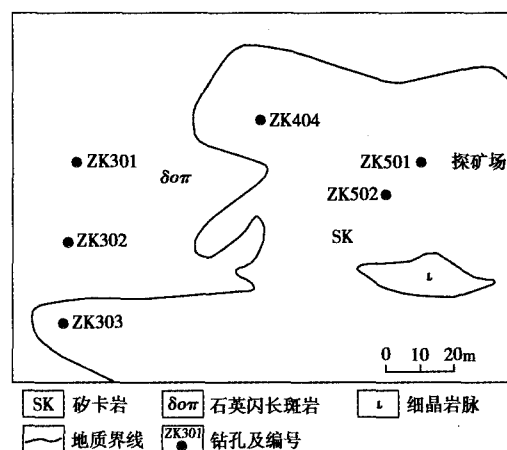 ZK404
ZK301
ZK501
探矿场
δοπ
ZK502
ZK302
SK
ι
ZK303
0 10 20m
SK 矽卡岩
δοπ 石英闪长斑岩
ι 细晶岩脉
地质界线
ZK301 钻孔及编号